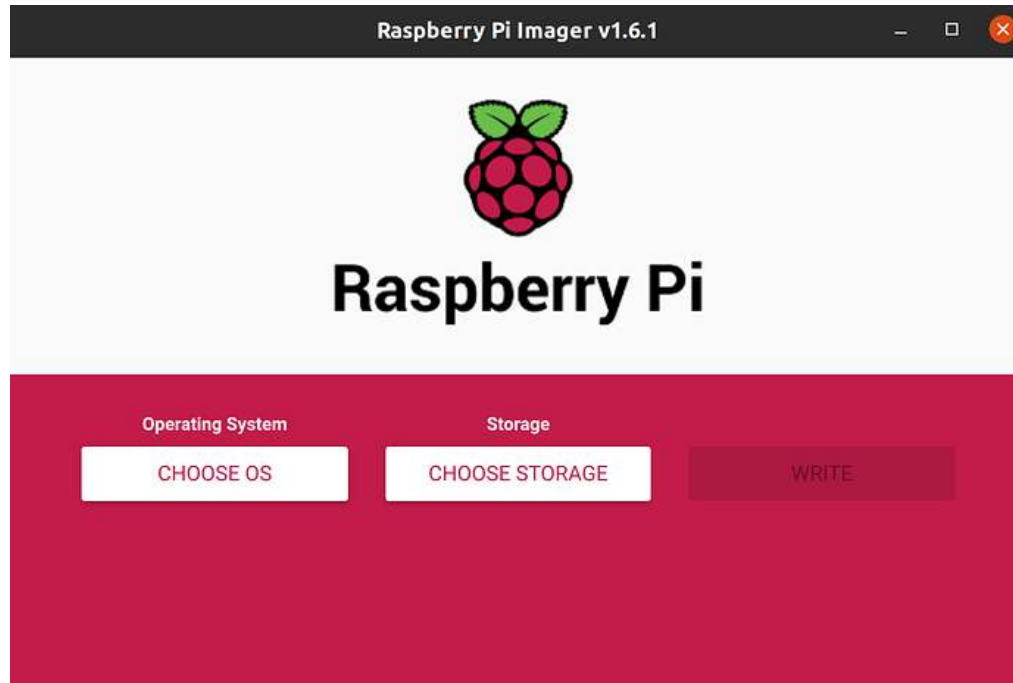 Raspberry Pi Imager v1.6.1
Raspberry Pi
Operating System
Storage
CHOOSE OS
CHOOSE STORAGE
WRITE